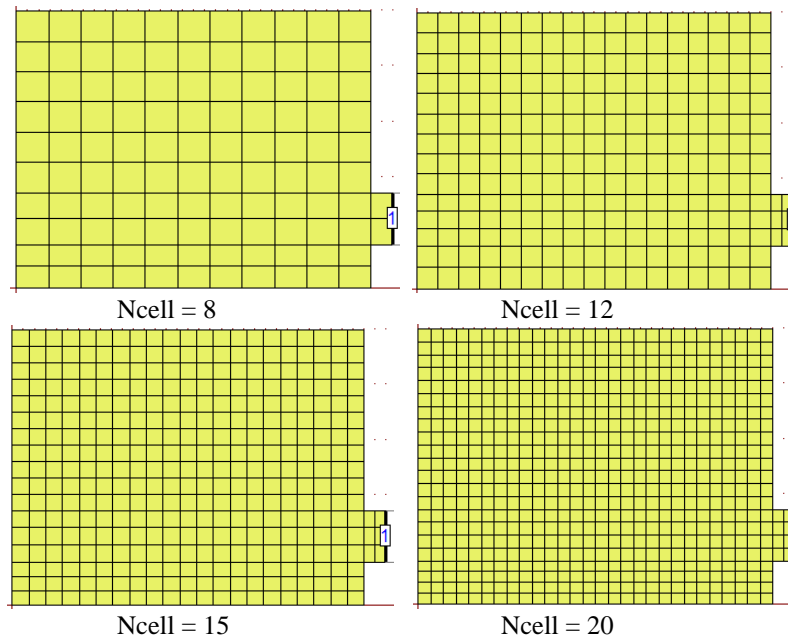 1
Ncell = 8
Ncell = 12
1
Ncell = 15
Ncell = 20